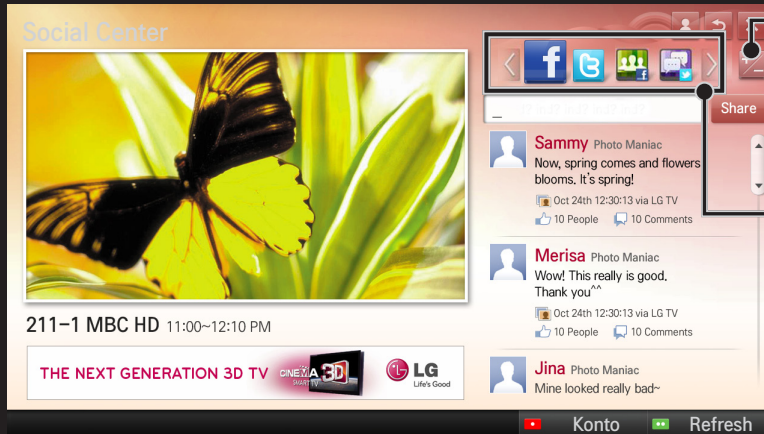 Social Center
Share
Sammy Photo Maniac
Now, spring comes and flowers
blooms. It's spring!
Oct 24th 12:30:13 via LG TV
10 People 10 Comments
Merisa Photo Maniac
Wow! This really is good.
Thank you^^
Oct 24th 12:30:13 via LG TV
10 People 10 Comments
Jina Photo Maniac
Mine looked really bad~
211-1 MBC HD 11:00~12:10 PM
THE NEXT GENERATION 3D TV CINEMA 3D SMART TV LG Life's Good
Konto Refresh